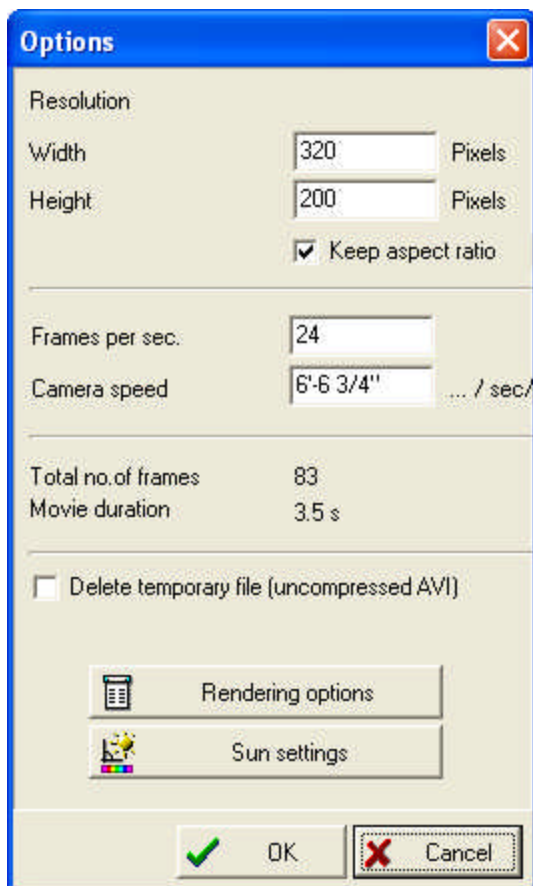 Options
Resolution
Width 320 Pixels
Height 200 Pixels
Keep aspect ratio
Frames per sec. 24
Camera speed 6'-6 3/4" ... / sec/
Total no.of frames 83
Movie duration 3.5 s
Delete temporary file (uncompressed AVI)
Rendering options
Sun settings
OK Cancel